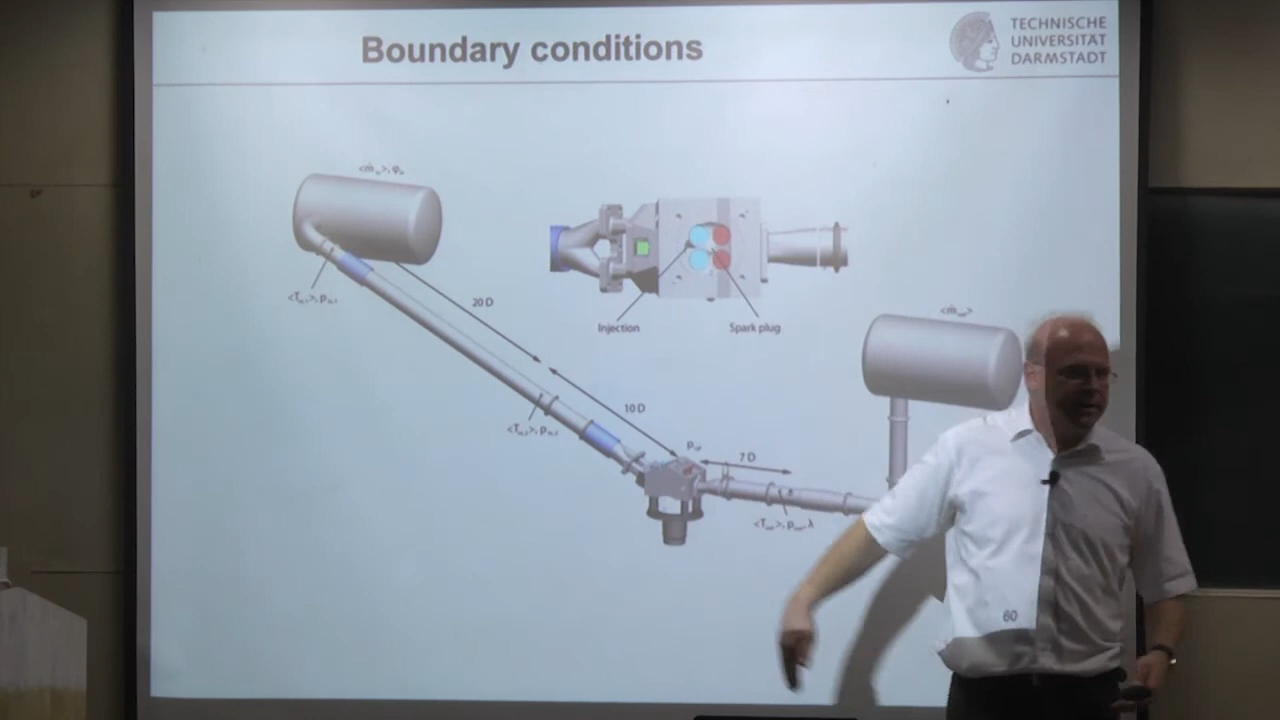 Boundary conditions
TECHNISCHE
UNIVERSITÄT
DARMSTADT
20 D
Injection
Spark plug
10 D
7 D
60